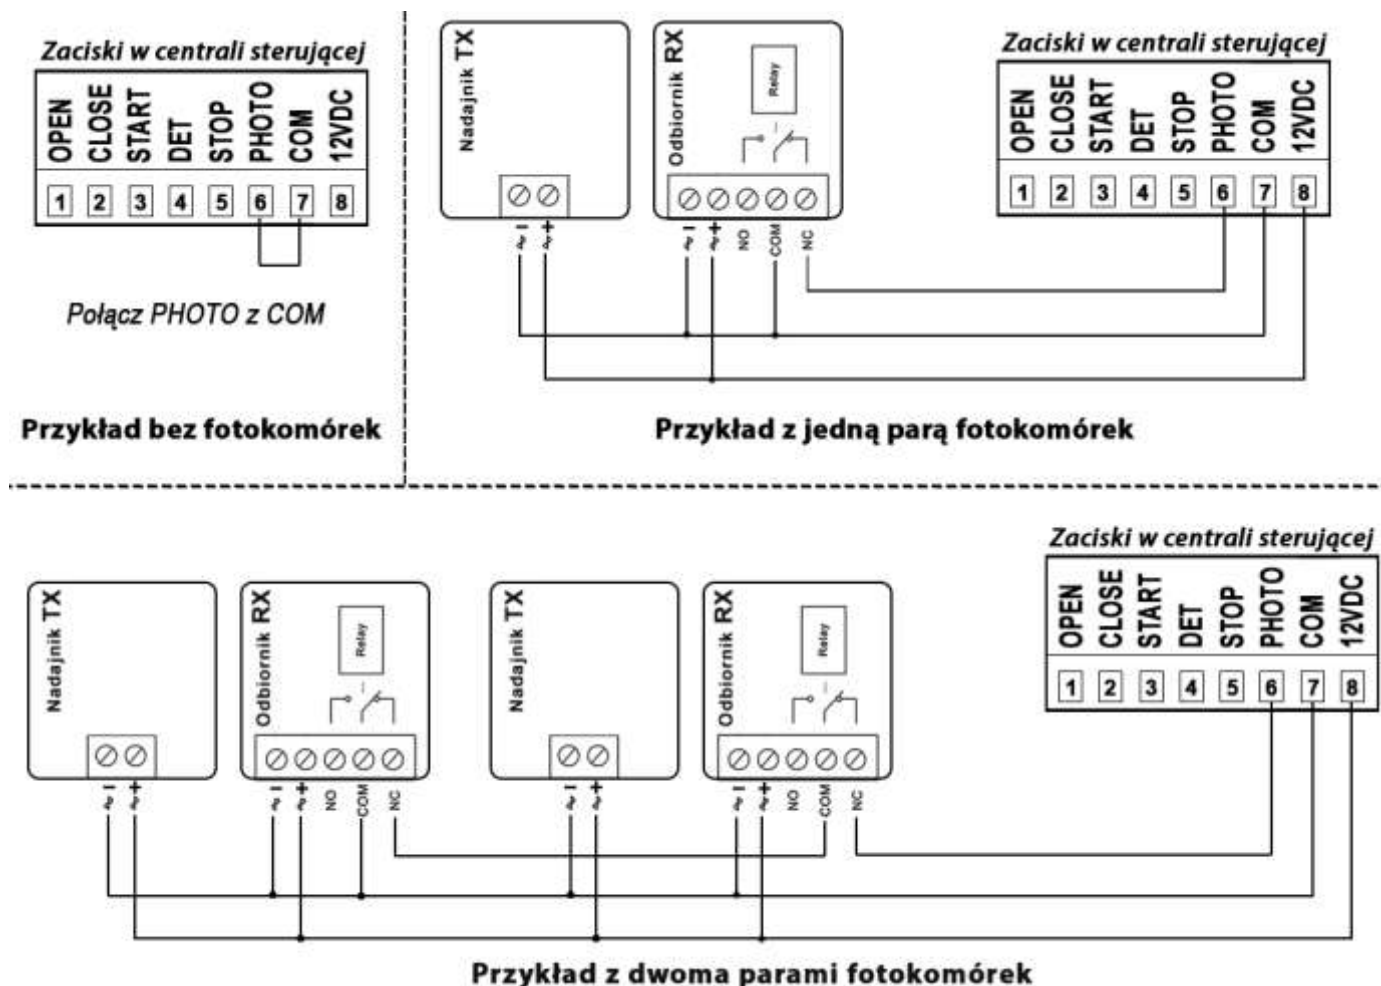 Zaciski w centrali sterującej
OPEN CLOSE START DET STOP PHOTO COM 12VDC
1 2 3 4 5 6 7 8
Połącz PHOTO z COM
Przykład bez fotokomórek
Nadajnik TX
~ - ~ +
Odbiornik RX
Relay
~ - ~ + NO COM NC
Zaciski w centrali sterującej
OPEN CLOSE START DET STOP PHOTO COM 12VDC
1 2 3 4 5 6 7 8
Przykład z jedną parą fotokomórek
Nadajnik TX
~ - ~ +
Odbiornik RX
Relay
~ - ~ + NO COM NC
Nadajnik TX
~ - ~ +
Odbiornik RX
Relay
~ - ~ + NO COM NC
Zaciski w centrali sterującej
OPEN CLOSE START DET STOP PHOTO COM 12VDC
1 2 3 4 5 6 7 8
Przykład z dwoma parami fotokomórek